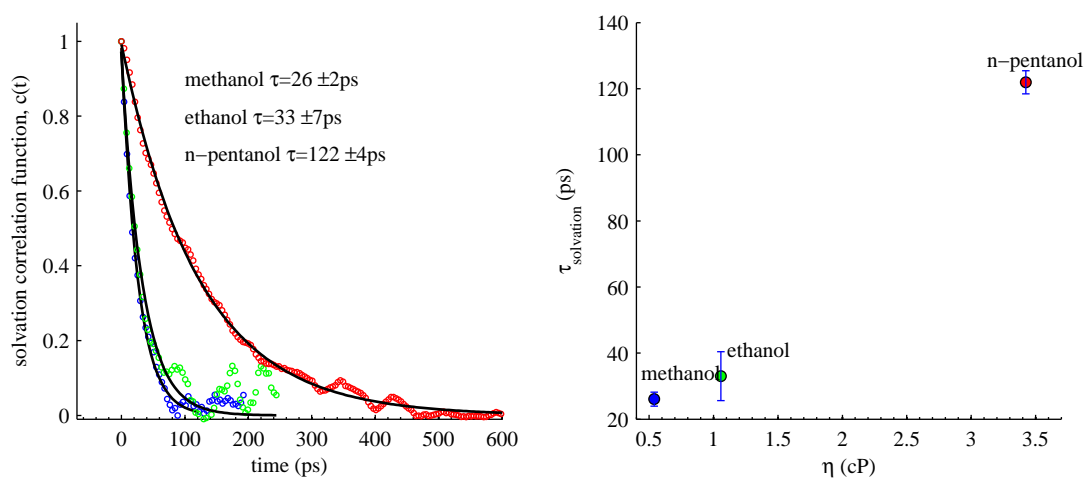 solvation correlation function, c(t)
1
0.8
0.6
0.4
0.2
0
methanol τ=26 ±2ps
ethanol τ=33 ±7ps
n−pentanol τ=122 ±4ps
0 100 200 300 400 500 600
time (ps)
τsolvation (ps)
140
120
100
80
60
40
20
n−pentanol
ethanol
methanol
0.5 1 1.5 2 2.5 3 3.5
η (cP)